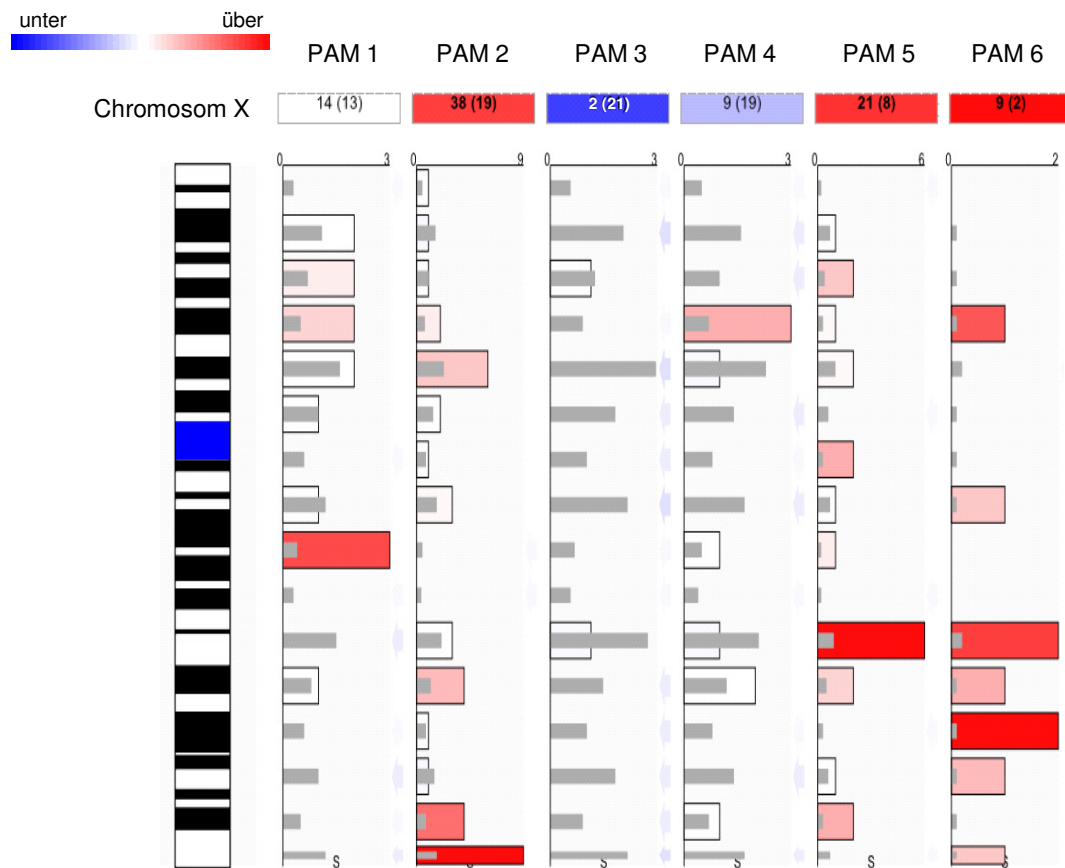 unter über
PAM 1 PAM 2 PAM 3 PAM 4 PAM 5 PAM 6
Chromosom X 14 (13) 38 (19) 2 (21) 9 (19) 21 (8) 9 (2)
0 3 0 9 0 3 0 3 0 6 0 2
S S S S S S